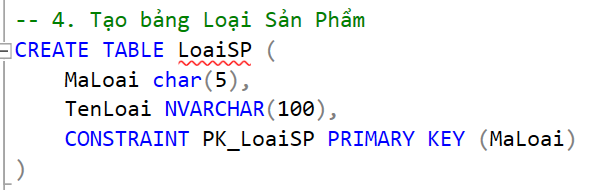 -- 4. Tạo bảng Loại Sản Phẩm
CREATE TABLE LoaiSP (
MaLoai char(5),
TenLoai NVARCHAR(100),
CONSTRAINT PK_LoaiSP PRIMARY KEY (MaLoai)
)